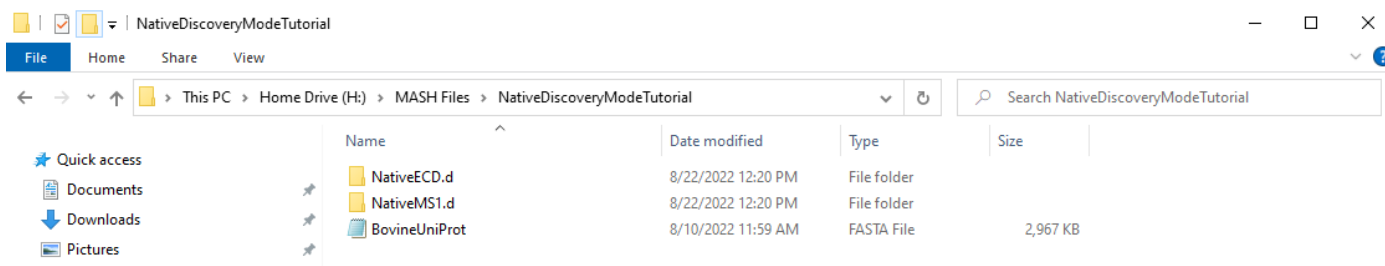 NativeDiscoveryModeTutorial
File Home Share View
This PC Home Drive (H:) MASH Files NativeDiscoveryModeTutorial Search NativeDiscoveryModeTutorial
Name Date modified Type Size
Quick access
NativeECD.d 8/22/2022 12:20 PM File folder
Documents
NativeMS1.d 8/22/2022 12:20 PM File folder
Downloads
BovineUniProt 8/10/2022 11:59 AM FASTA File 2,967 KB
Pictures